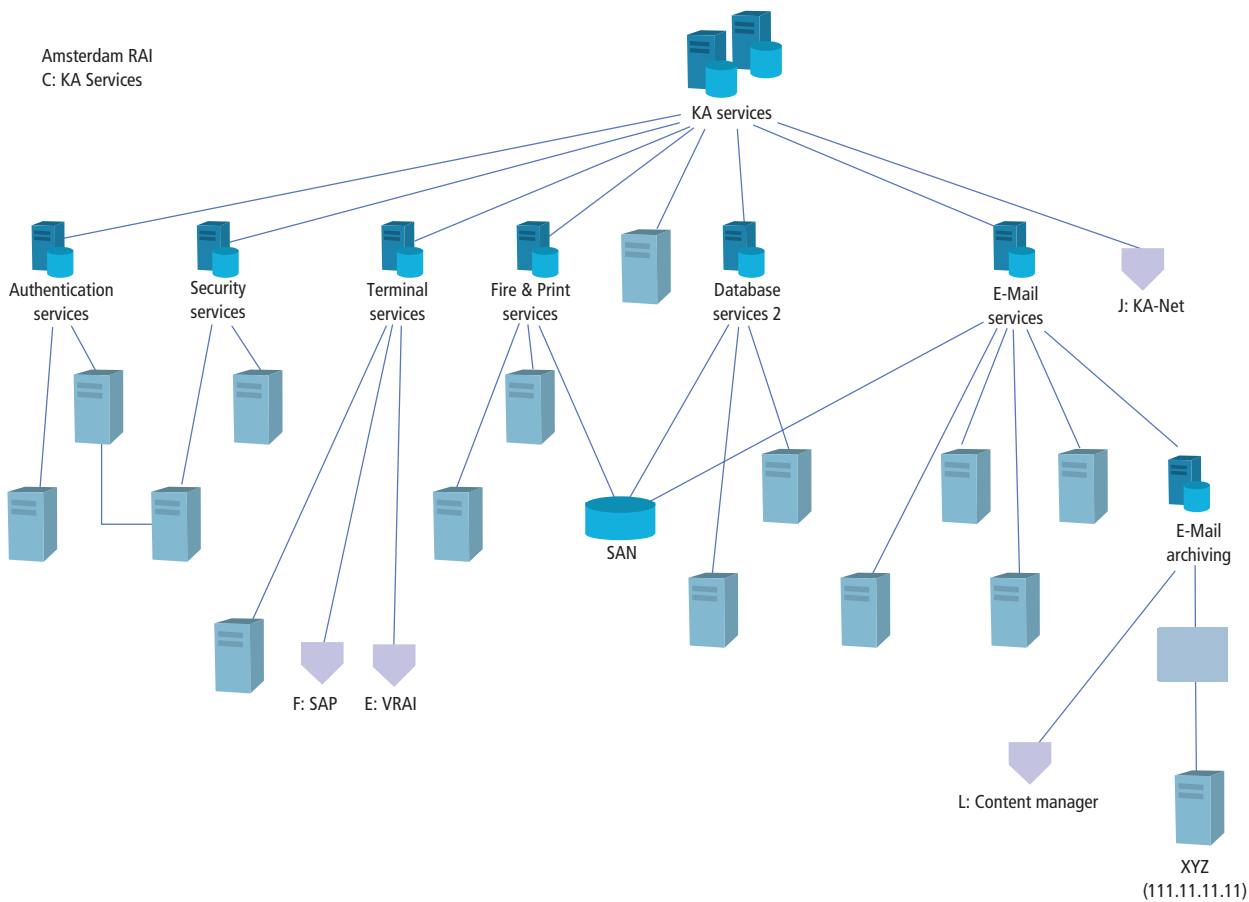 Amsterdam RAI
C: KA Services
KA services
Authentication
services
Security
services
Terminal
services
Fire & Print
services
Database
services 2
E-Mail
services
J: KA-Net
SAN
E-Mail
archiving
F: SAP
E: VRAI
L: Content manager
XYZ
(111.11.11.11)